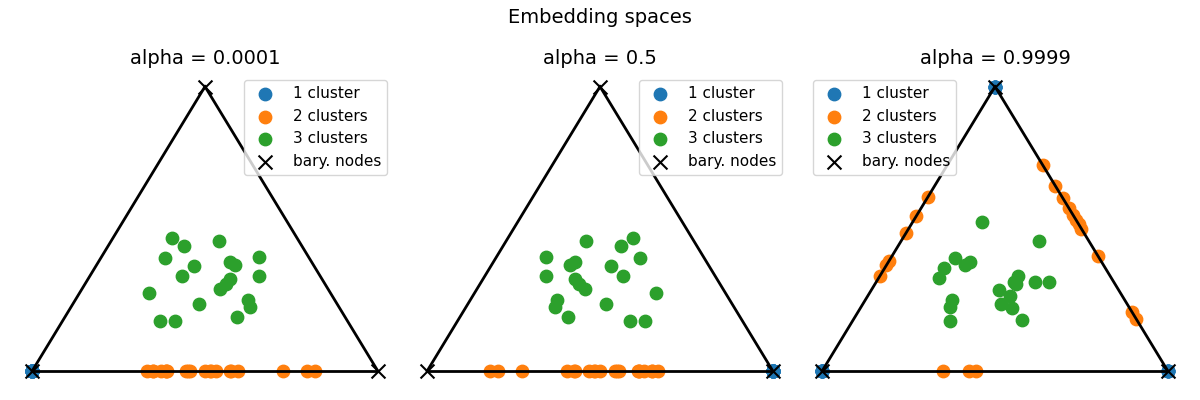 Embedding spaces
alpha = 0.0001
1 cluster
2 clusters
3 clusters
bary. nodes
alpha = 0.5
1 cluster
2 clusters
3 clusters
bary. nodes
alpha = 0.9999
1 cluster
2 clusters
3 clusters
bary. nodes